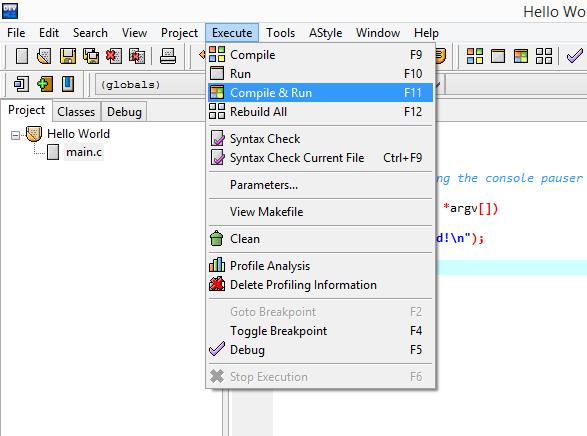 DEV
Hello Wo
File Edit Search View Project Execute Tools AStyle Window Help
(globals)
Project Classes Debug
Hello World
main.c
Compile F9
Run F10
Compile & Run F11
Rebuild All F12
Syntax Check
Syntax Check Current File Ctrl+F9
Parameters...
View Makefile
Clean
Profile Analysis
Delete Profiling Information
Goto Breakpoint F2
Toggle Breakpoint F4
Debug F5
Stop Execution F6
ng the console pauser
*argv[])
d!\n");